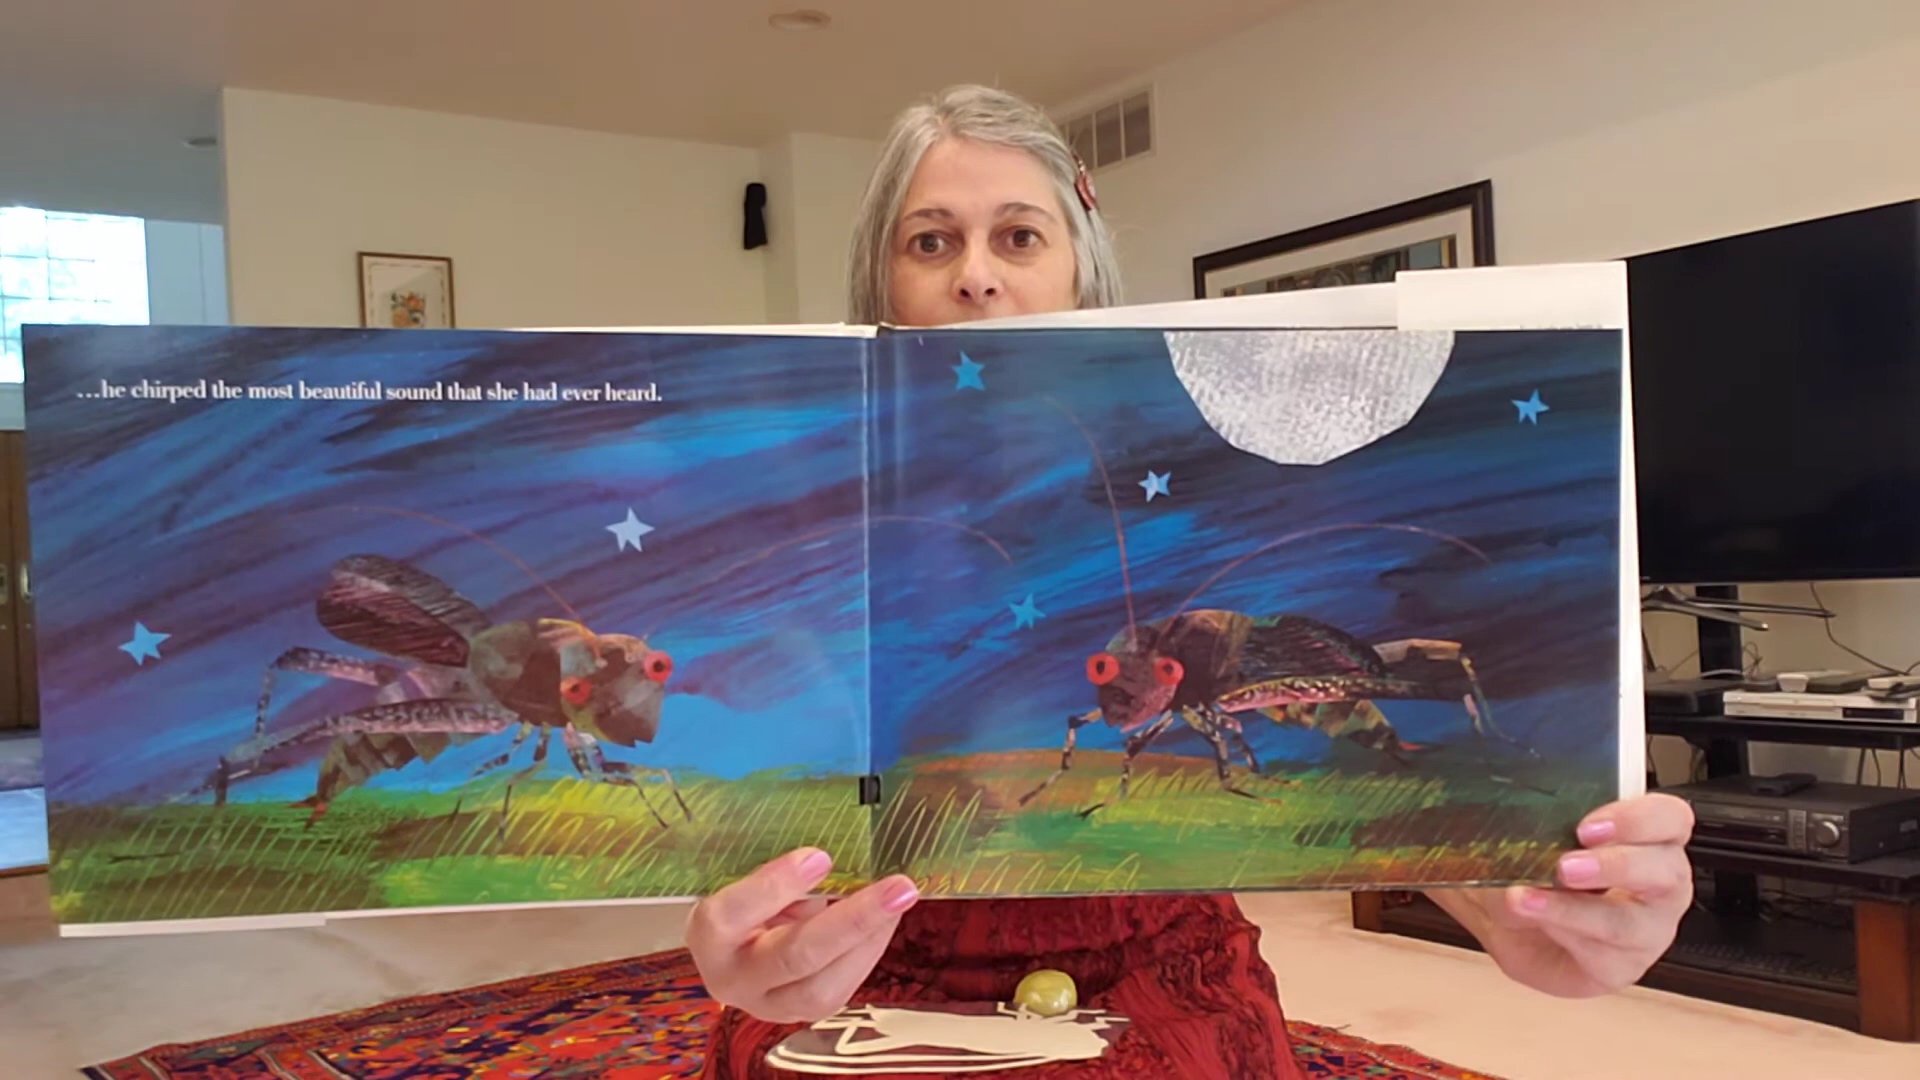 ...he chirped the most beautiful sound that she had ever heard.